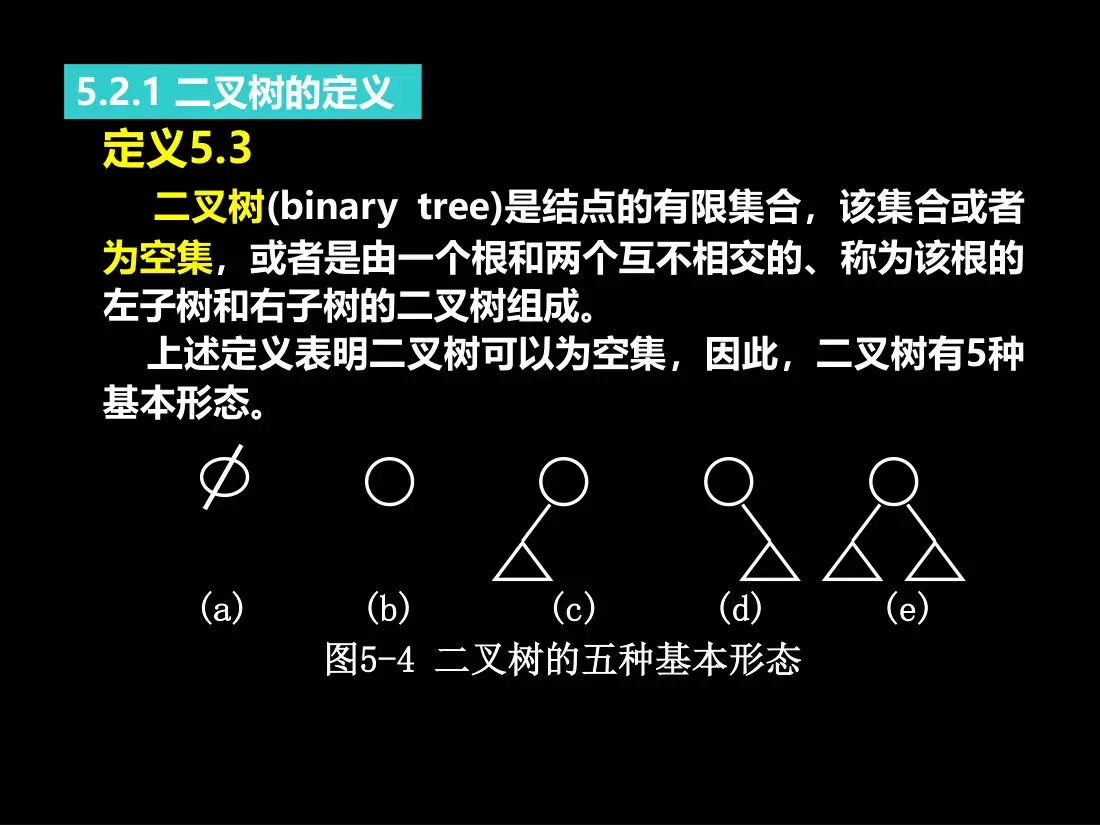 5.2.1 二叉树的定义
定义5.3
二叉树(binary tree)是结点的有限集合，该集合或者
为空集，或者是由一个根和两个互不相交的、称为该根的
左子树和右子树的二叉树组成。
上述定义表明二叉树可以为空集，因此，二叉树有5种
基本形态。
(a) (b) (c) (d) (e)
图5-4 二叉树的五种基本形态